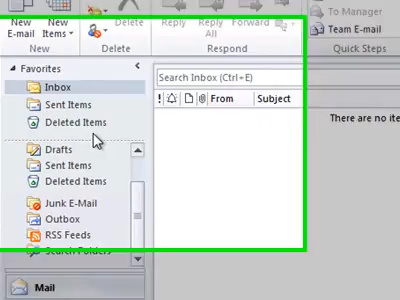 New E-mail
New Items
Delete
Reply
Reply All
Forward
To Manager
Team E-mail
New
Delete
Respond
Quick Steps
Favorites
Inbox
Sent Items
Deleted Items
Drafts
Sent Items
Deleted Items
Junk E-Mail
Outbox
RSS Feeds
Search Folders
Mail
Search Inbox (Ctrl+E)
From
Subject
There are no ite